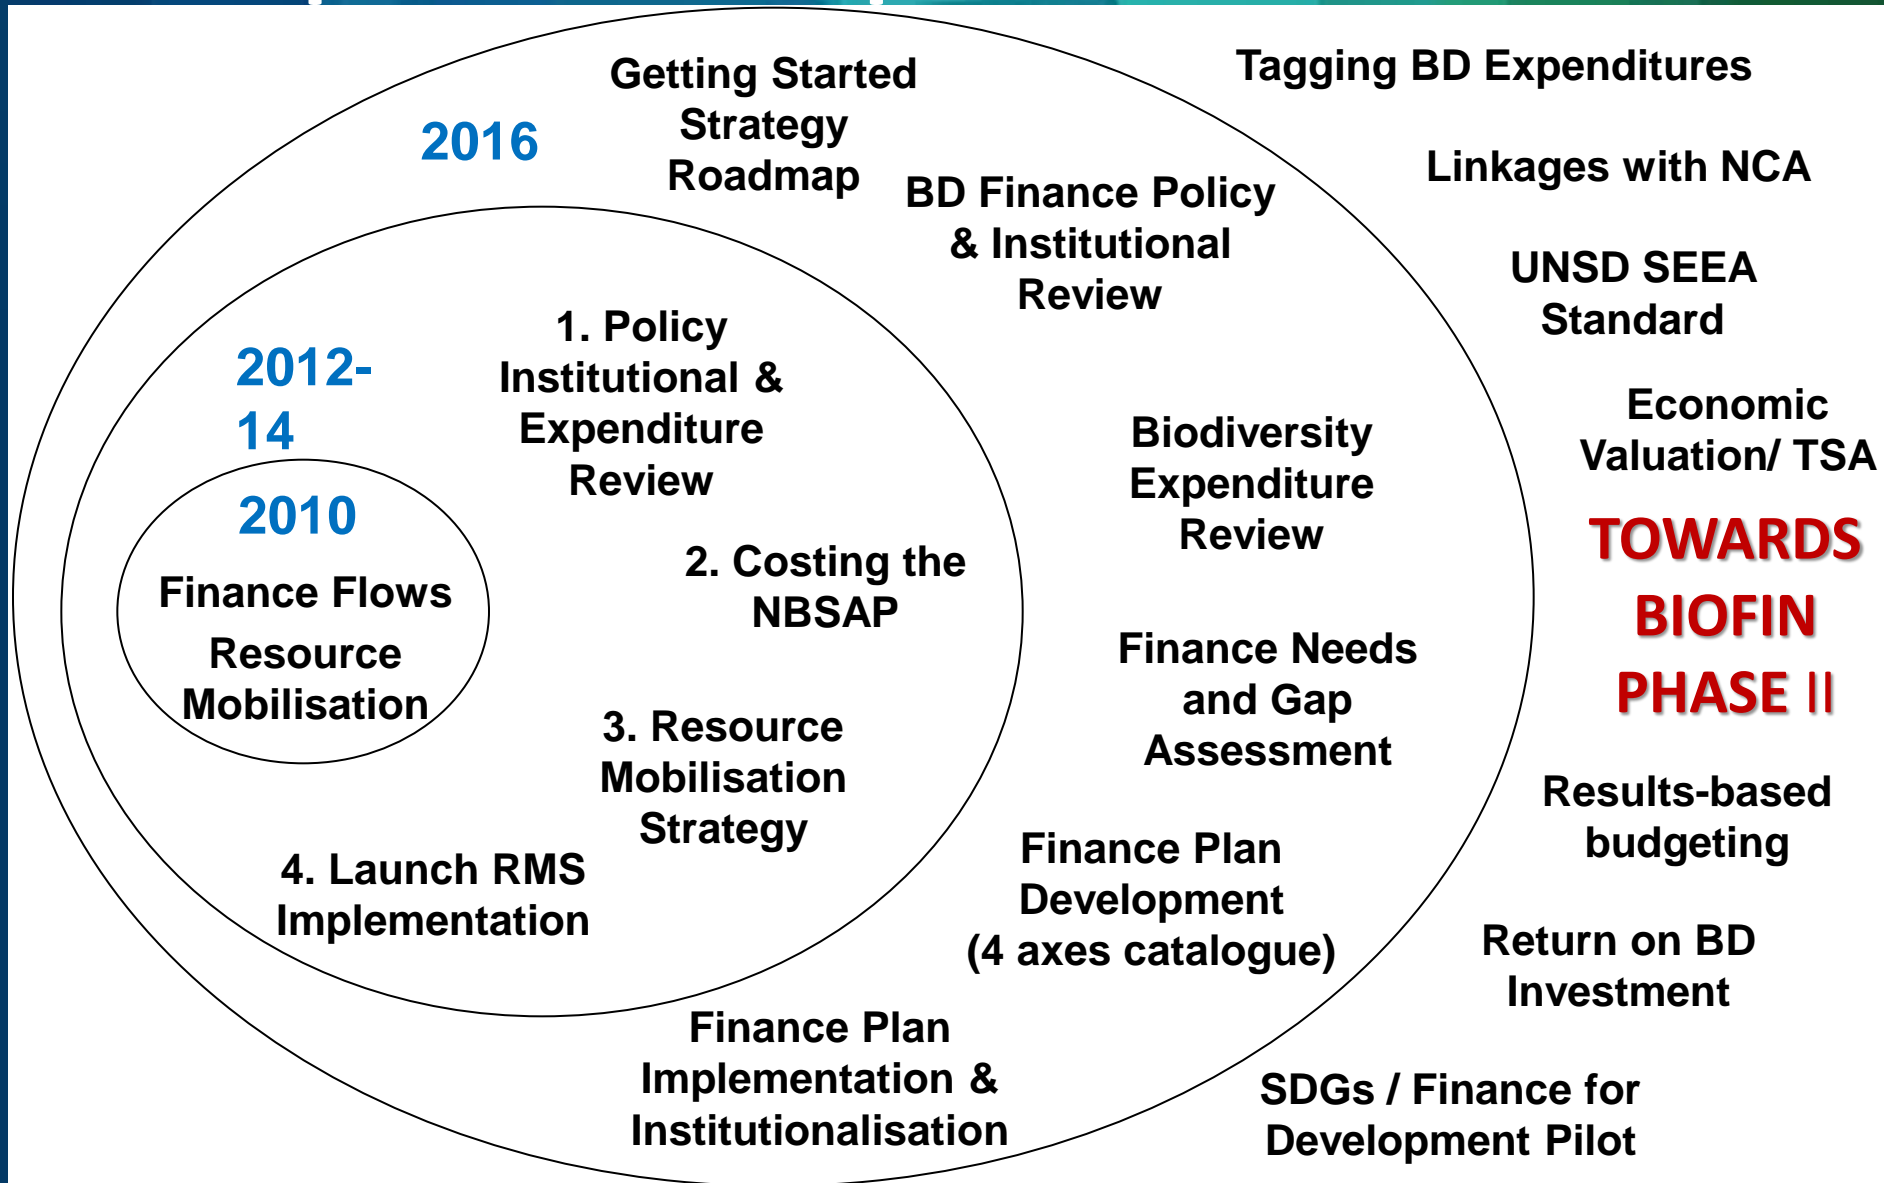 2016
Getting Started
Strategy
Roadmap
BD Finance Policy
& Institutional
Review
Biodiversity
Expenditure
Review
Finance Needs
and Gap
Assessment
Finance Plan
Development
(4 axes catalogue)
Finance Plan
Implementation &
Institutionalisation
2012-
14
1. Policy
Institutional &
Expenditure
Review
2. Costing the
NBSAP
3. Resource
Mobilisation
Strategy
4. Launch RMS
Implementation
2010
Finance Flows
Resource
Mobilisation
Tagging BD Expenditures
Linkages with NCA
UNSD SEEA
Standard
Economic
Valuation/ TSA
TOWARDS
BIOFIN
PHASE II
Results-based
budgeting
Return on BD
Investment
SDGs / Finance for
Development Pilot